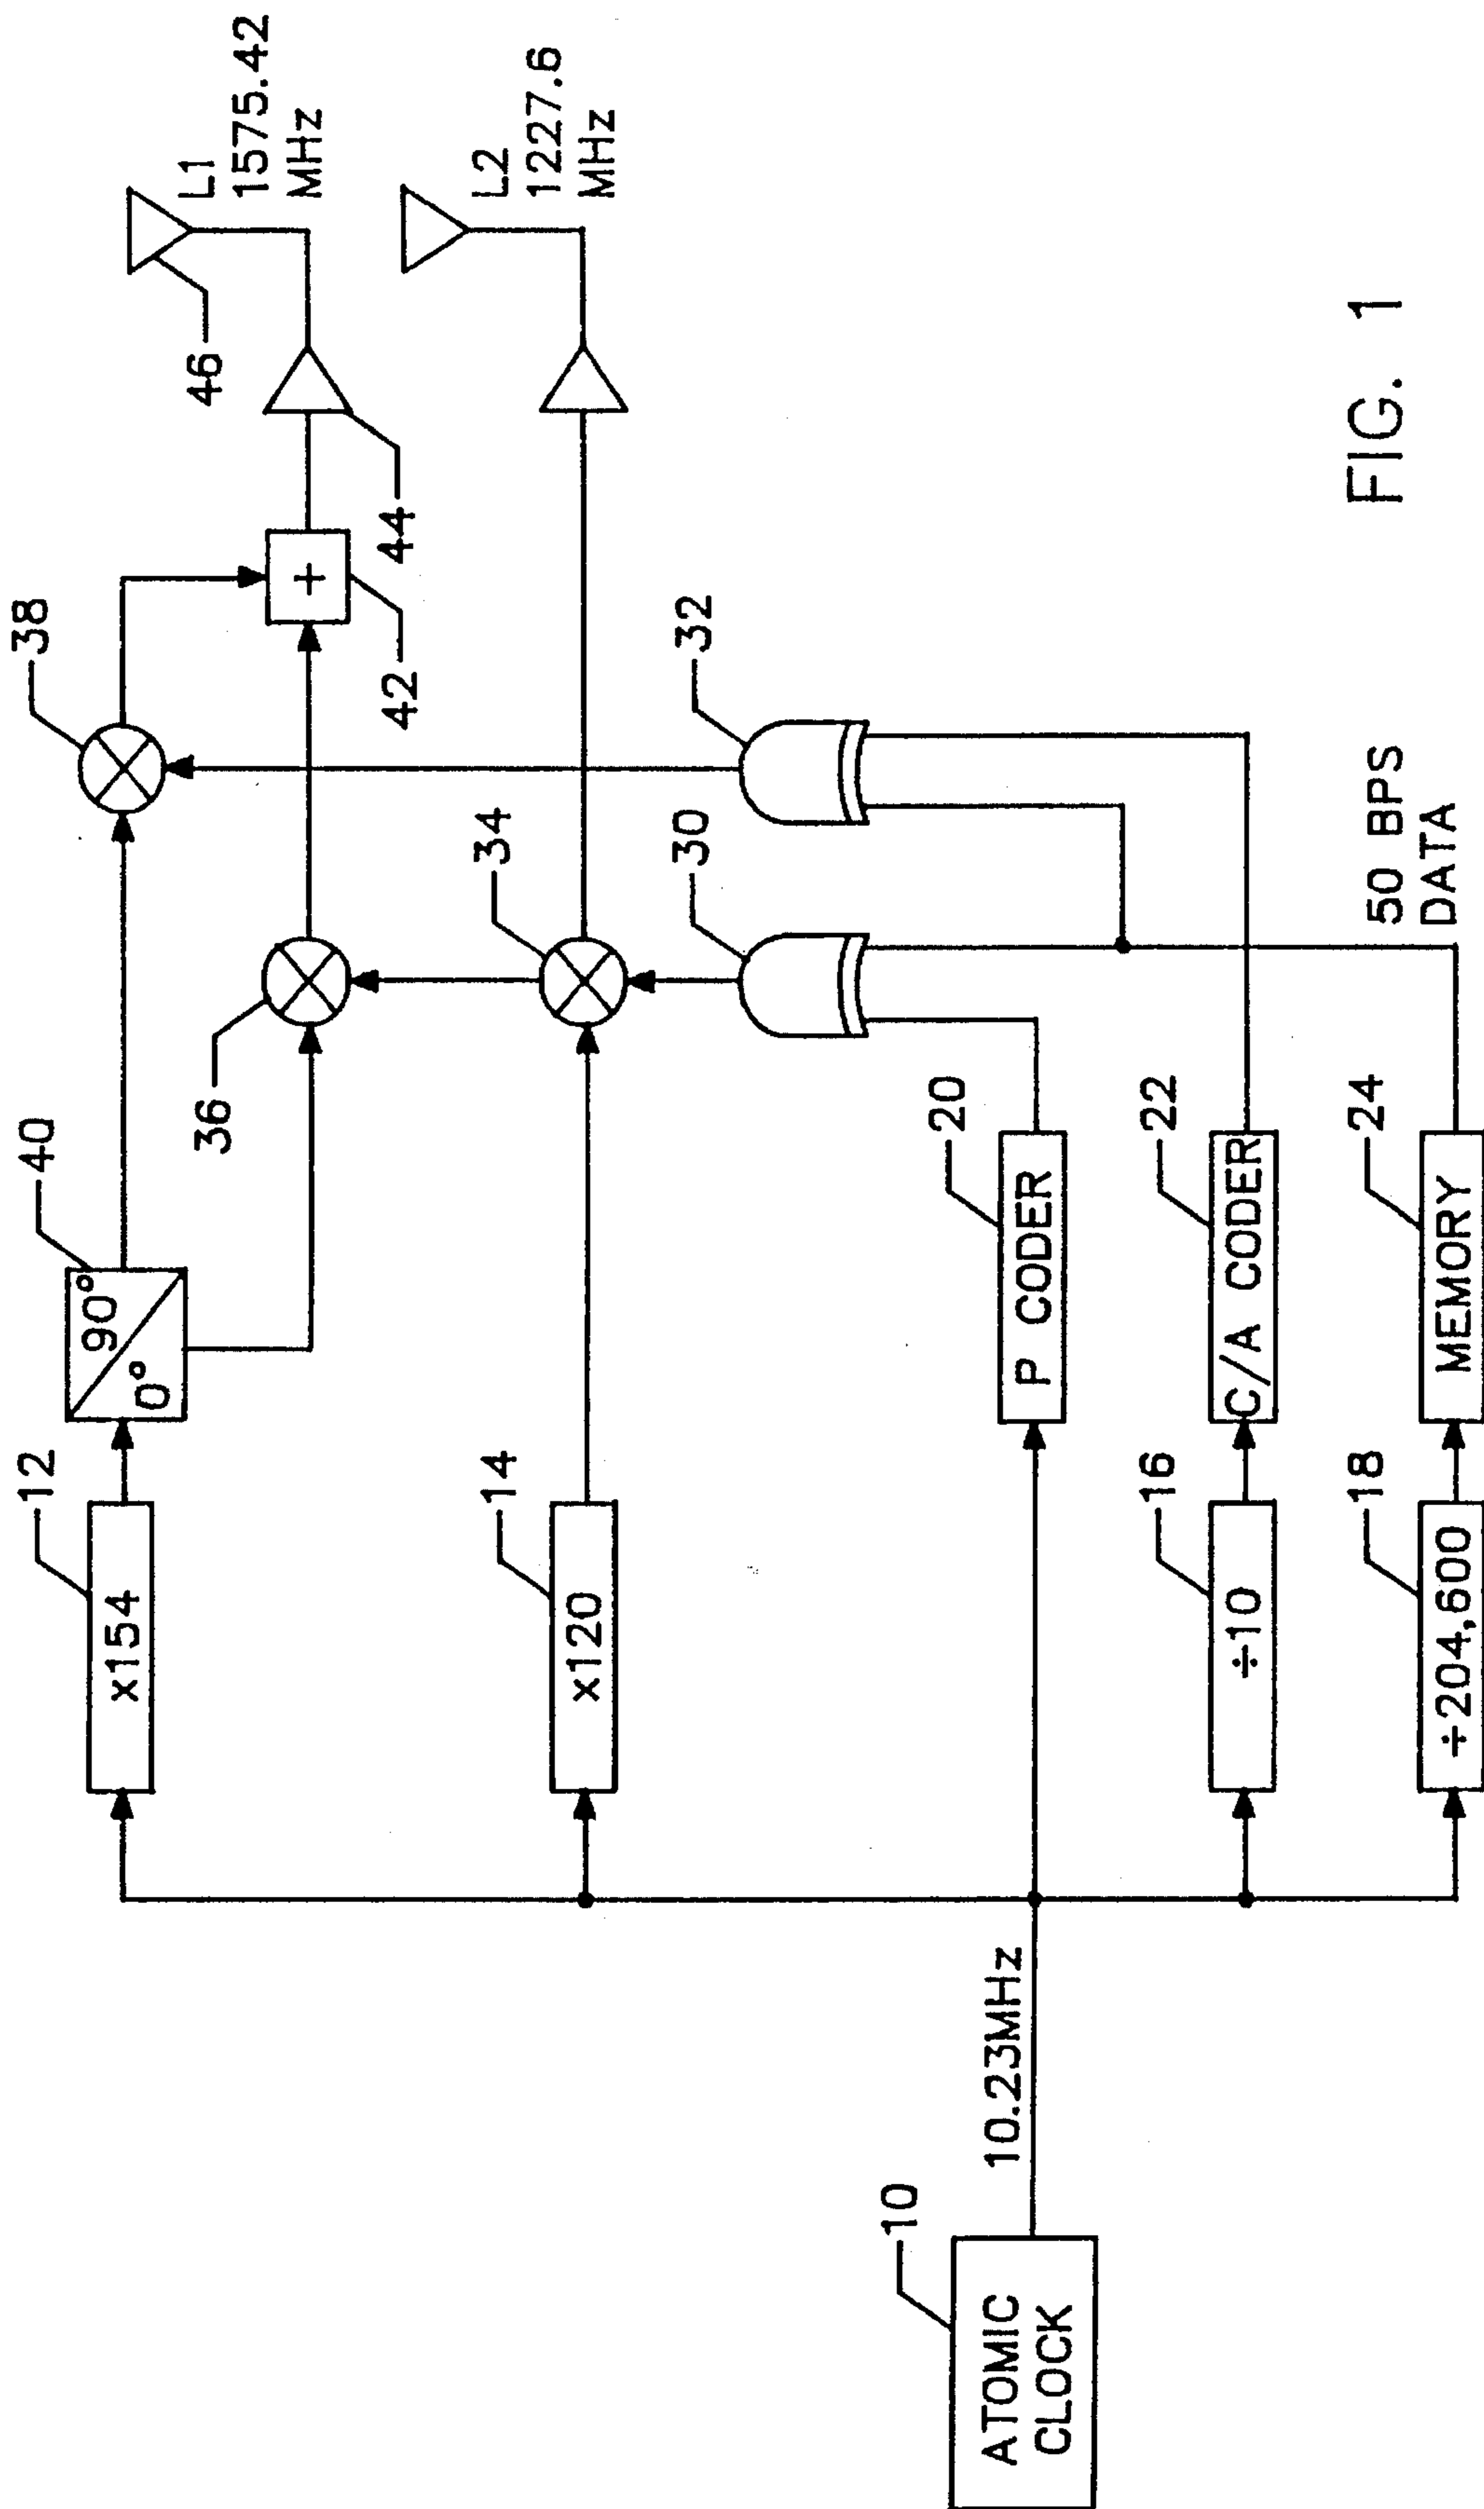 38
L1
1575.42
MHz
46
40
12
x154
90°
0°
36
+
42
44
L2
1227.6
MHz
14
x120
34
30
32
10
ATOMIC
CLOCK
10.23MHz
20
P CODER
16
÷10
22
C/A CODER
18
÷204,600
24
MEMORY
50 BPS
DATA
FIG. 1